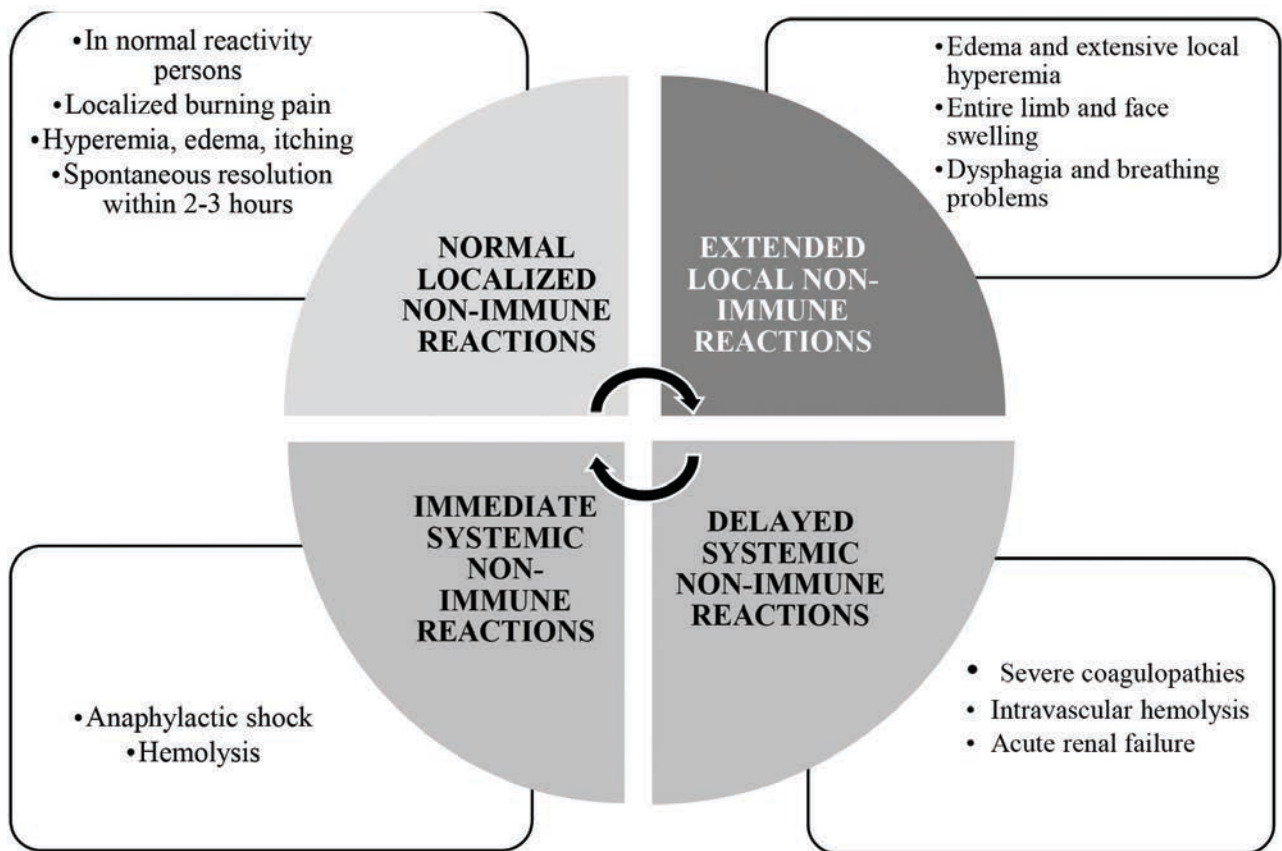 •In normal reactivity
persons
•Localized burning pain
•Hyperemia, edema, itching
•Spontaneous resolution
within 2-3 hours
•Edema and extensive local
hyperemia
•Entire limb and face
swelling
•Dysphagia and breathing
problems
NORMAL
LOCALIZED
NON-IMMUNE
REACTIONS
EXTENDED
LOCAL NON-
IMMUNE
REACTIONS
IMMEDIATE
SYSTEMIC
NON-
IMMUNE
REACTIONS
DELAYED
SYSTEMIC
NON-IMMUNE
REACTIONS
•Anaphylactic shock
•Hemolysis
• Severe coagulopathies
• Intravascular hemolysis
• Acute renal failure